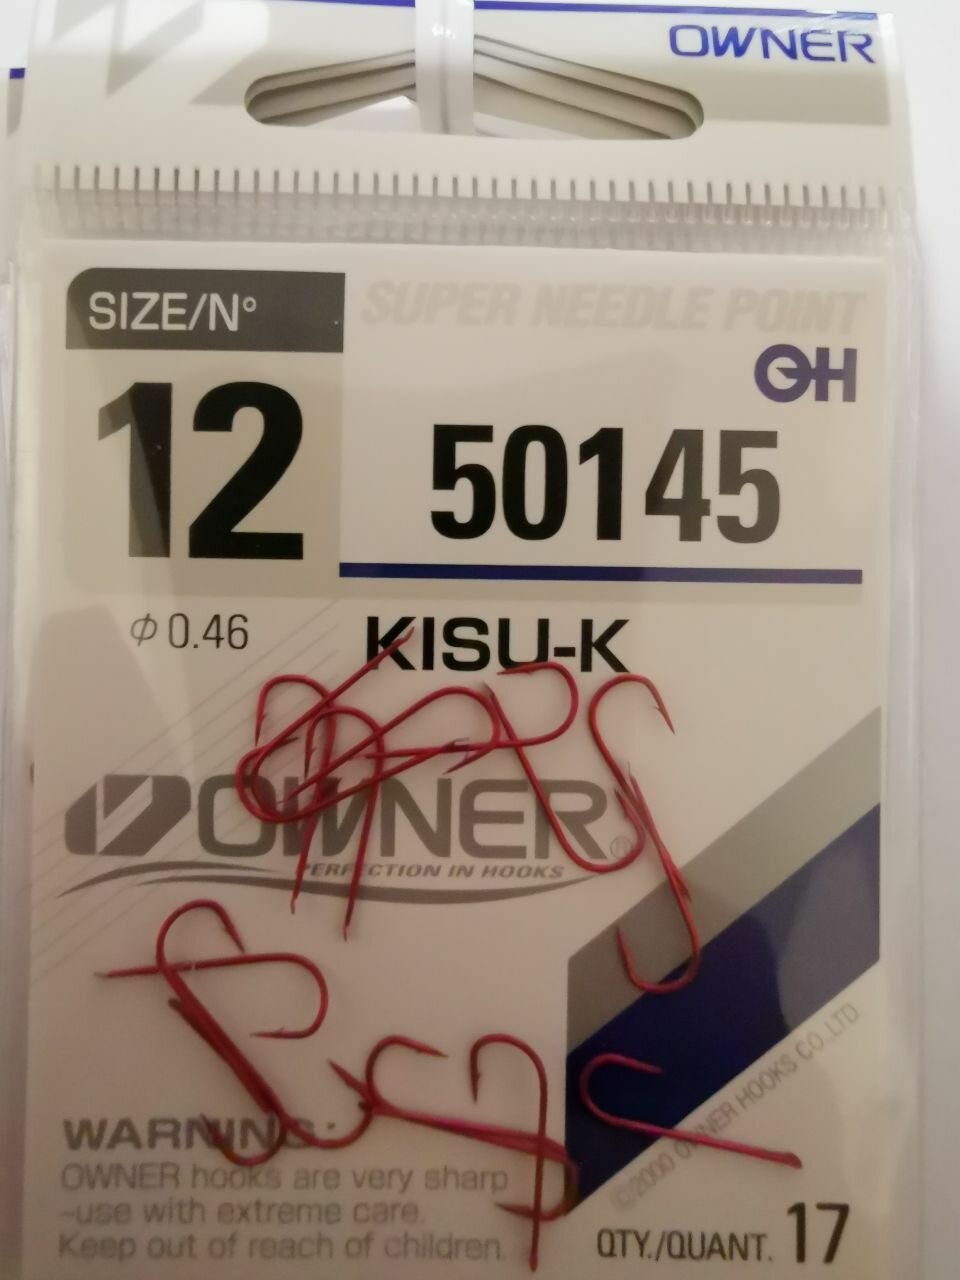 OWNER
SIZE/Nº
SUPER NEEDLE POINT
12
50145
Φ 0.46
KISU-K
OWNER®
PERFECTION IN HOOKS
©2000 OWNER HOOKS CO.,LTD
WARNING:
OWNER hooks are very sharp
-use with extreme care.
Keep out of reach of children.
QTY./QUANT. 17